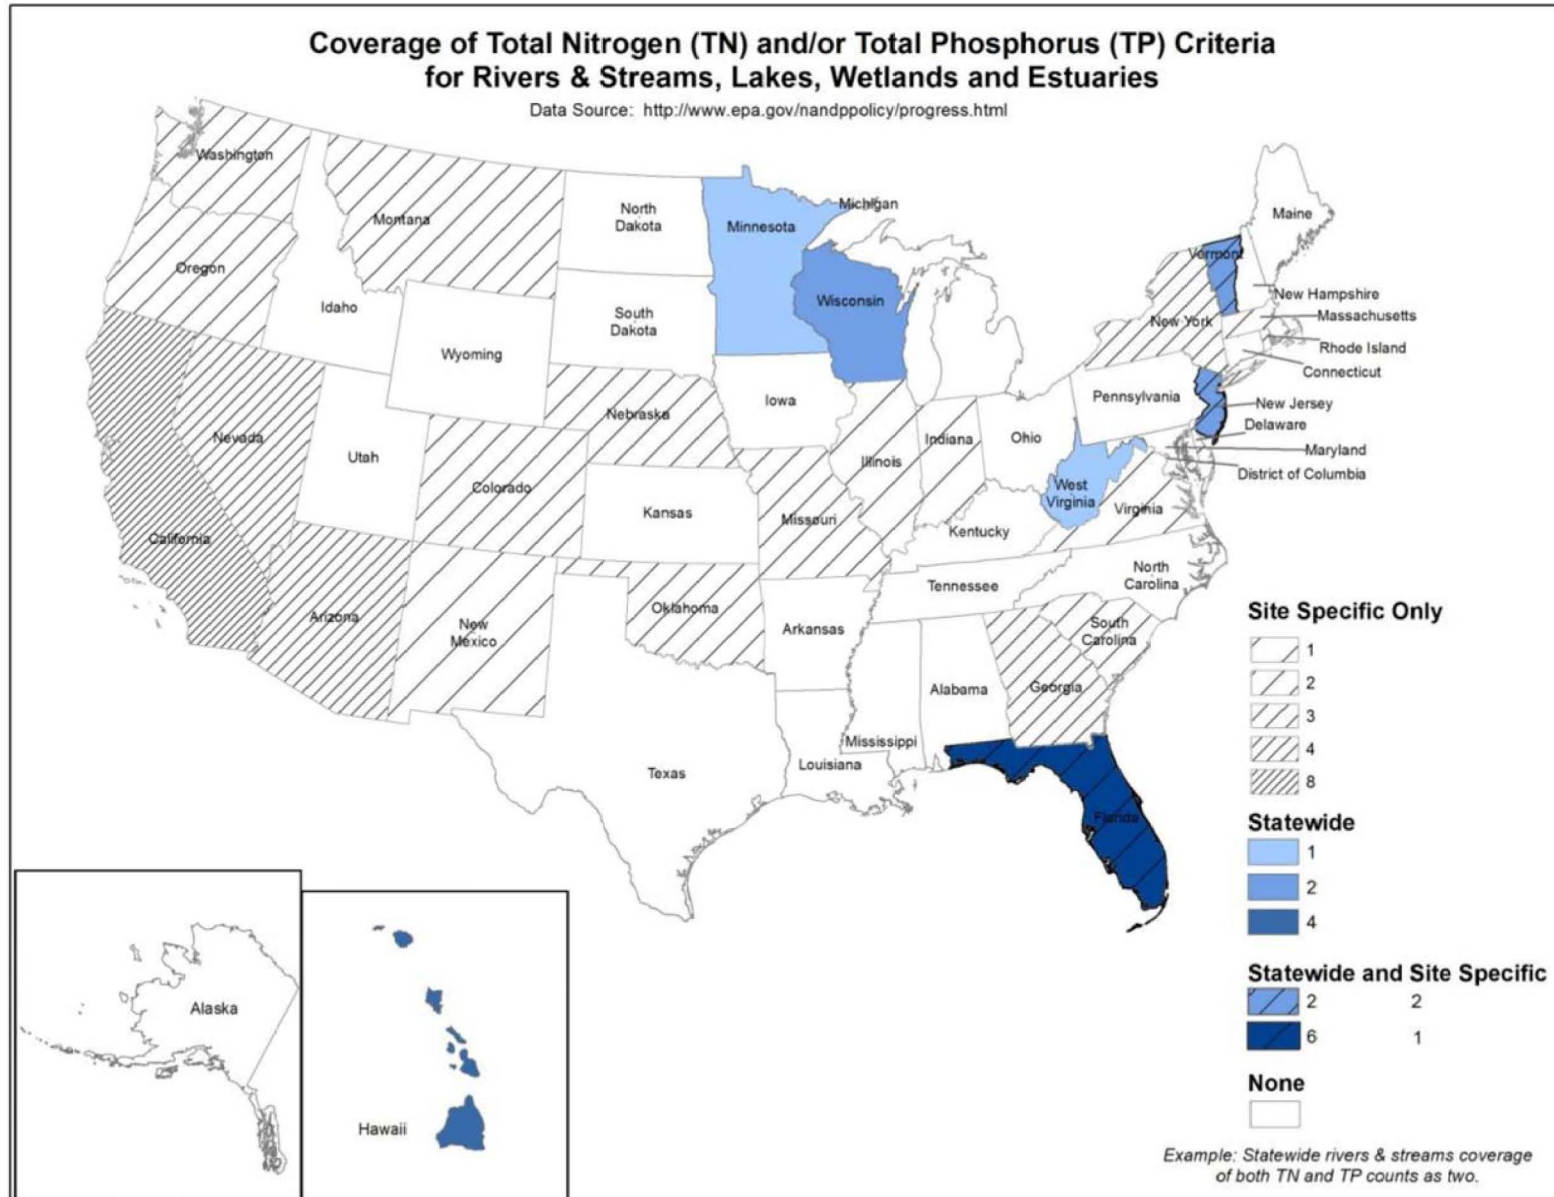 Coverage of Total Nitrogen (TN) and/or Total Phosphorus (TP) Criteria
for Rivers & Streams, Lakes, Wetlands and Estuaries
Data Source: http://www.epa.gov/nandppolicy/progress.html
Washington
Montana
North
Dakota
Minnesota
Michigan
Maine
Oregon
Idaho
Wyoming
South
Dakota
Wisconsin
Vermont
New York
New Hampshire
Massachusetts
Rhode Island
Connecticut
Nevada
Utah
Colorado
Nebraska
Iowa
Illinois
Indiana
Ohio
Pennsylvania
New Jersey
Delaware
Maryland
District of Columbia
California
Kansas
Missouri
Kentucky
West
Virginia
Virginia
Arizona
New
Mexico
Oklahoma
Arkansas
Tennessee
North
Carolina
South
Carolina
Texas
Louisiana
Mississippi
Alabama
Georgia
Florida
Alaska
Hawaii
Site Specific Only
1
2
3
4
8
Statewide
1
2
4
Statewide and Site Specific
2 2
6 1
None
Example: Statewide rivers & streams coverage
of both TN and TP counts as two.